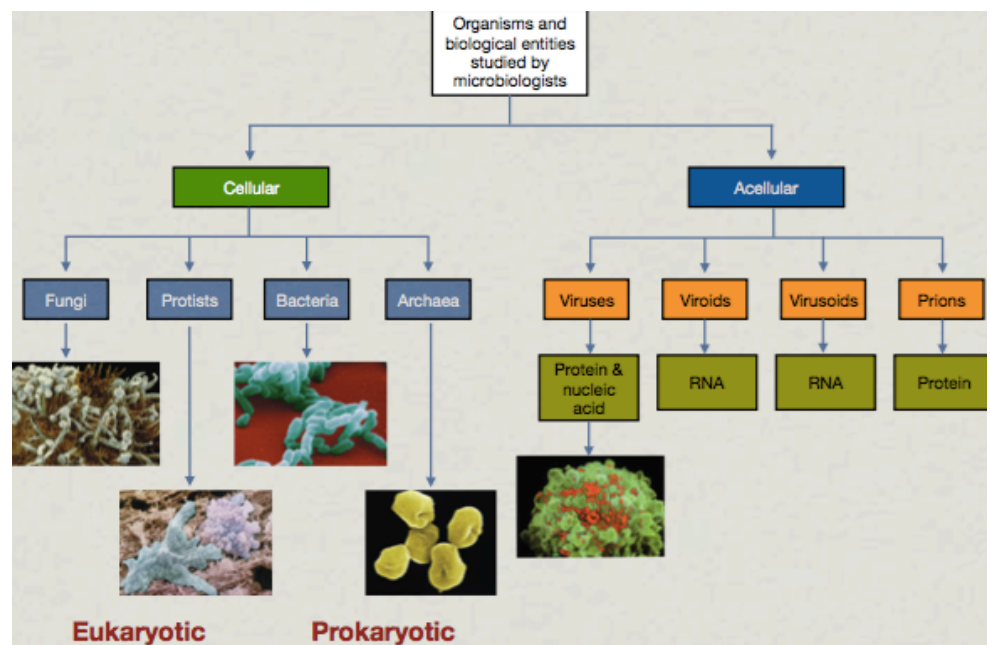 Organisms and
biological entities
studied by
microbiologists
Cellular
Acellular
Fungi
Protists
Bacteria
Archaea
Viruses
Viroids
Virusoids
Prions
Protein &
nucleic
acid
RNA
RNA
Protein
Eukaryotic
Prokaryotic